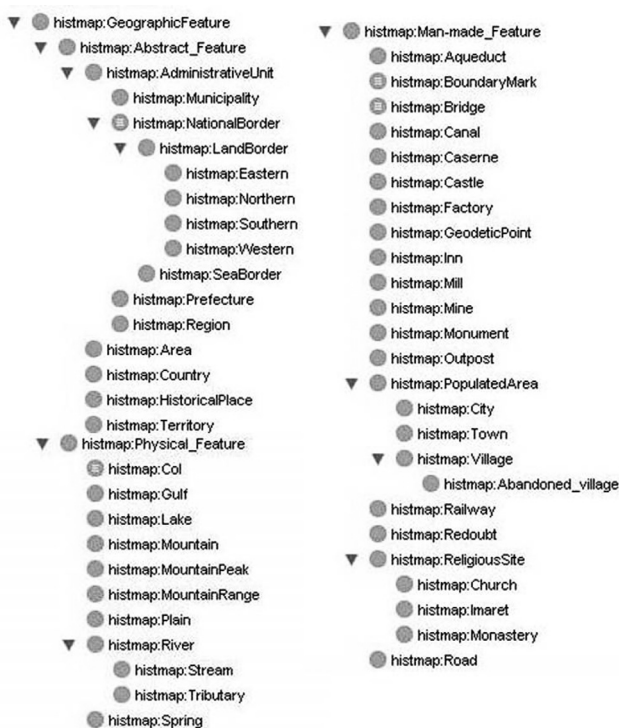 histmap:GeographicFeature
histmap:Abstract_Feature
histmap:AdministrativeUnit
histmap:Municipality
histmap:NationalBorder
histmap:LandBorder
histmap:Eastern
histmap:Northern
histmap:Southern
histmap:Western
histmap:SeaBorder
histmap:Prefecture
histmap:Region
histmap:Area
histmap:Country
histmap:HistoricalPlace
histmap:Territory
histmap:Physical_Feature
histmap:Col
histmap:Gulf
histmap:Lake
histmap:Mountain
histmap:MountainPeak
histmap:MountainRange
histmap:Plain
histmap:River
histmap:Stream
histmap:Tributary
histmap:Spring
histmap:Man-made_Feature
histmap:Aqueduct
histmap:BoundaryMark
histmap:Bridge
histmap:Canal
histmap:Caserne
histmap:Castle
histmap:Factory
histmap:GeodeticPoint
histmap:Inn
histmap:Mill
histmap:Mine
histmap:Monument
histmap:Outpost
histmap:PopulatedArea
histmap:City
histmap:Town
histmap:Village
histmap:Abandoned_village
histmap:Railway
histmap:Redoubt
histmap:ReligiousSite
histmap:Church
histmap:Imaret
histmap:Monastery
histmap:Road